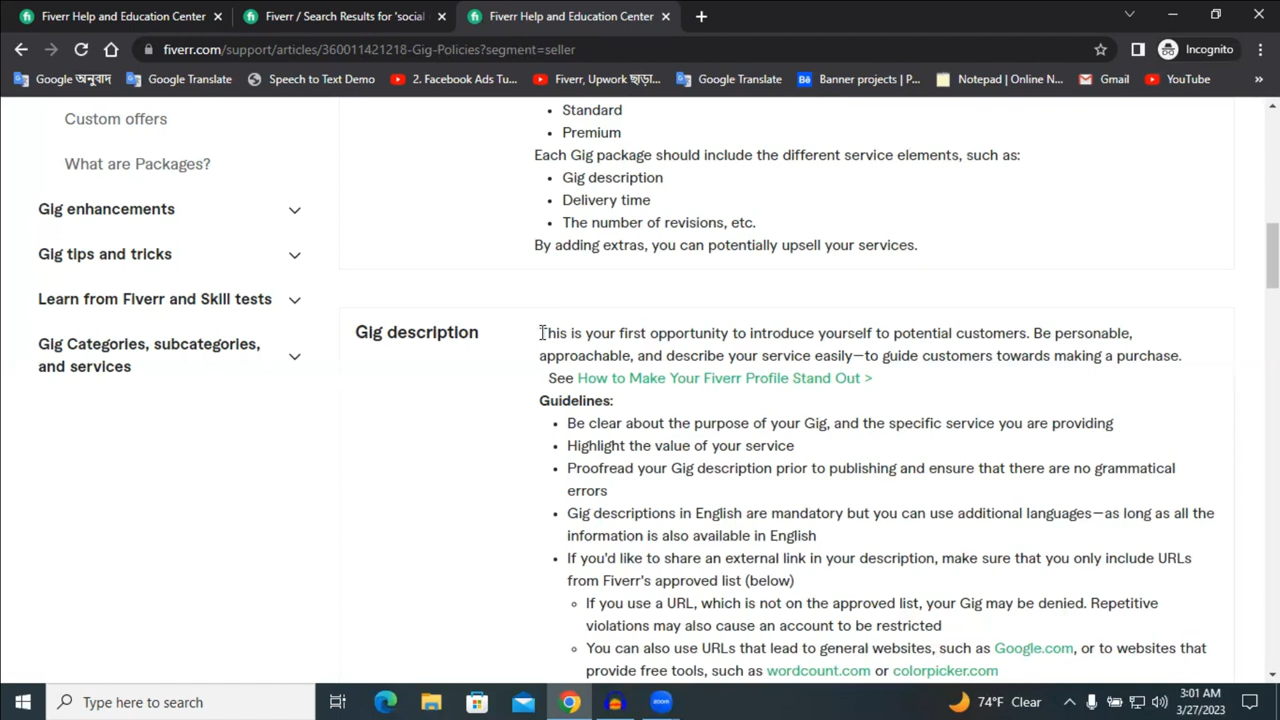 Fiverr Help and Education Center
Fiverr / Search Results for 'social
Fiverr Help and Education Center
fiverr.com/support/articles/360011421218-Gig-Policies?segment=seller
Incognito
Google অনুবাদ
Google Translate
Speech to Text Demo
2. Facebook Ads Tu...
Fiverr, Upwork ছাড়া...
Google Translate
Banner projects | P...
Notepad | Online N...
Gmail
YouTube
Custom offers
What are Packages?
Gig enhancements
Gig tips and tricks
Learn from Fiverr and Skill tests
Gig Categories, subcategories,
and services
• Standard
• Premium
Each Gig package should include the different service elements, such as:
• Gig description
• Delivery time
• The number of revisions, etc.
By adding extras, you can potentially upsell your services.
Gig description
This is your first opportunity to introduce yourself to potential customers. Be personable,
approachable, and describe your service easily—to guide customers towards making a purchase.
See How to Make Your Fiverr Profile Stand Out >
Guidelines:
• Be clear about the purpose of your Gig, and the specific service you are providing
• Highlight the value of your service
• Proofread your Gig description prior to publishing and ensure that there are no grammatical
errors
• Gig descriptions in English are mandatory but you can use additional languages—as long as all the
information is also available in English
• If you'd like to share an external link in your description, make sure that you only include URLs
from Fiverr's approved list (below)
◦ If you use a URL, which is not on the approved list, your Gig may be denied. Repetitive
violations may also cause an account to be restricted
◦ You can also use URLs that lead to general websites, such as Google.com, or to websites that
provide free tools, such as wordcount.com or colorpicker.com
Type here to search
zoom
74°F Clear
3:01 AM
3/27/2023